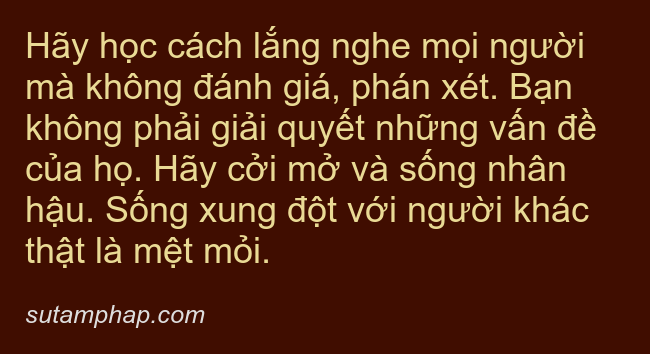 Hãy học cách lắng nghe mọi người
mà không đánh giá, phán xét. Bạn
không phải giải quyết những vấn đề
của họ. Hãy cởi mở và sống nhân
hậu. Sống xung đột với người khác
thật là mệt mỏi.
sutamphap.com